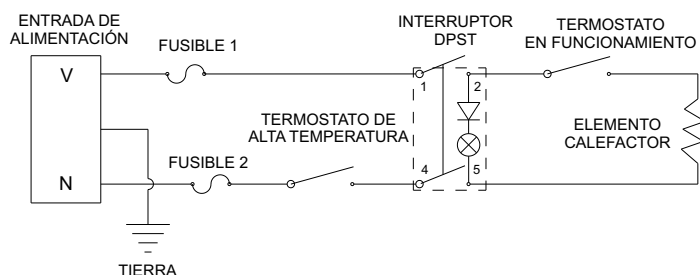 ENTRADA DE
ALIMENTACIÓN
V
N
FUSIBLE 1
FUSIBLE 2
TIERRA
TERMOSTATO DE
ALTA TEMPERATURA
INTERRUPTOR
DPST
1
2
4
5
TERMOSTATO
EN FUNCIONAMIENTO
ELEMENTO
CALEFACTOR